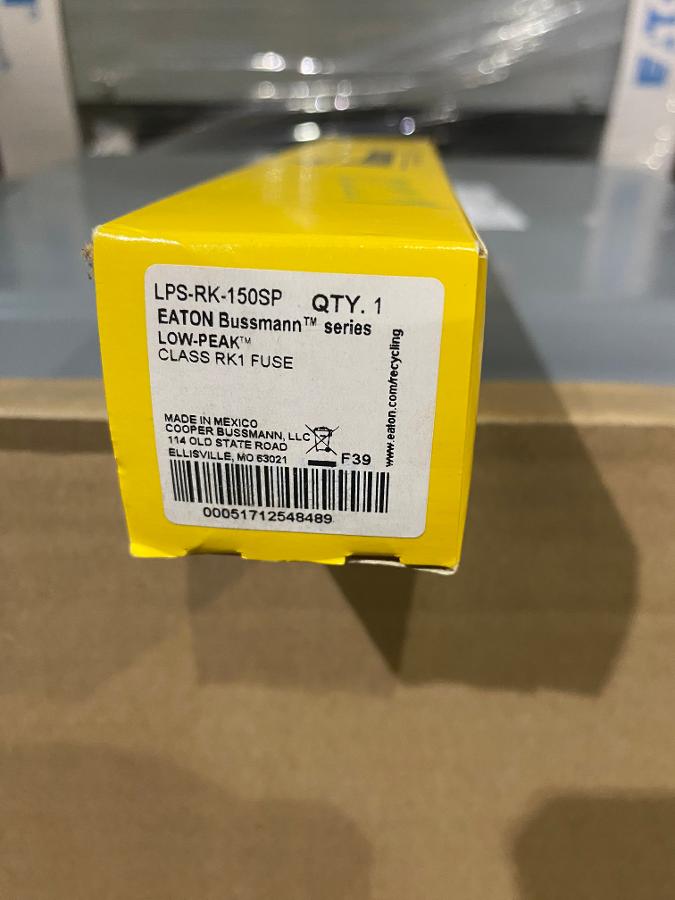 LPS-RK-150SP QTY. 1
EATON Bussmann™ series
LOW-PEAK™
CLASS RK1 FUSE
www.eaton.com/recycling
MADE IN MEXICO
COOPER BUSSMANN, LLC
114 OLD STATE ROAD
ELLISVILLE, MO 63021
F39
00051712548489